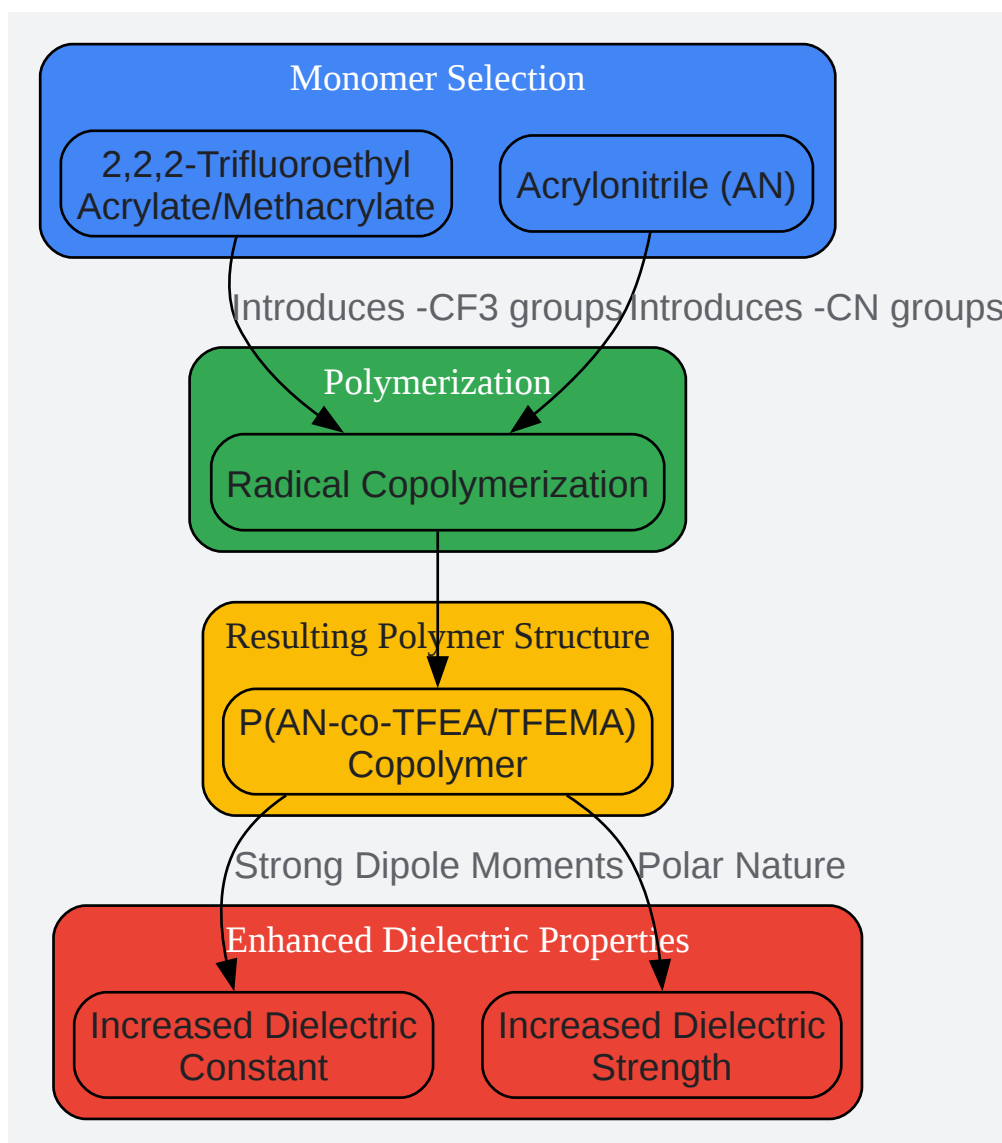 Monomer Selection
2,2,2-Trifluoroethyl
Acrylate/Methacrylate
Acrylonitrile (AN)
Introduces -CF3 groups
Introduces -CN groups
Polymerization
Radical Copolymerization
Resulting Polymer Structure
P(AN-co-TFEA/TFEMA)
Copolymer
Strong Dipole Moments
Polar Nature
Enhanced Dielectric Properties
Increased Dielectric
Constant
Increased Dielectric
Strength